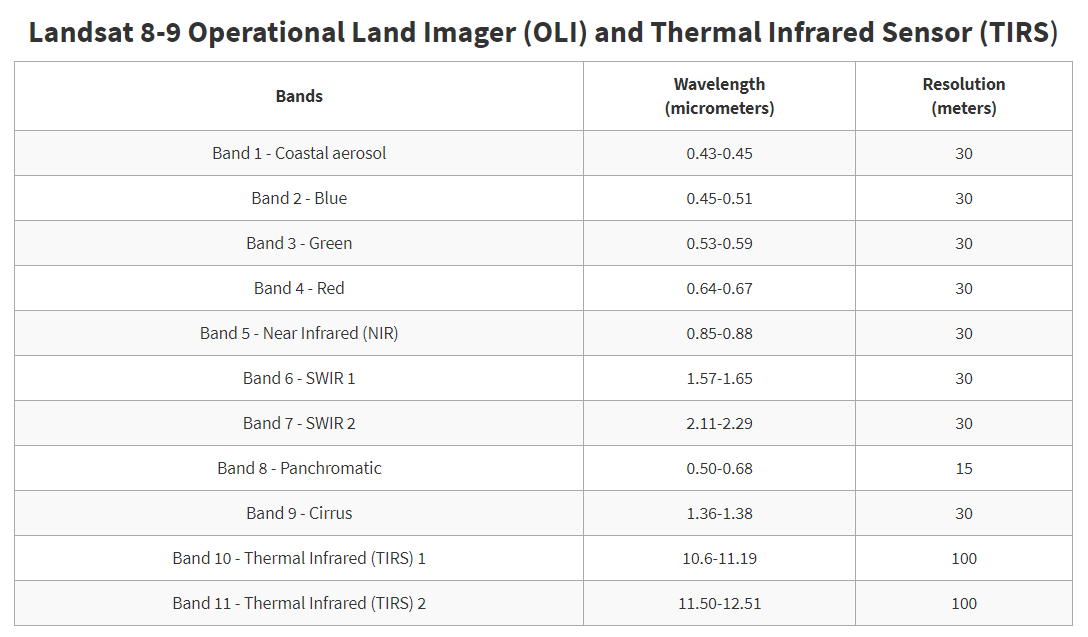 Landsat 8-9 Operational Land Imager (OLI) and Thermal Infrared Sensor (TIRS)
Bands Wavelength (micrometers) Resolution (meters)
Band 1 - Coastal aerosol 0.43-0.45 30
Band 2 - Blue 0.45-0.51 30
Band 3 - Green 0.53-0.59 30
Band 4 - Red 0.64-0.67 30
Band 5 - Near Infrared (NIR) 0.85-0.88 30
Band 6 - SWIR 1 1.57-1.65 30
Band 7 - SWIR 2 2.11-2.29 30
Band 8 - Panchromatic 0.50-0.68 15
Band 9 - Cirrus 1.36-1.38 30
Band 10 - Thermal Infrared (TIRS) 1 10.6-11.19 100
Band 11 - Thermal Infrared (TIRS) 2 11.50-12.51 100